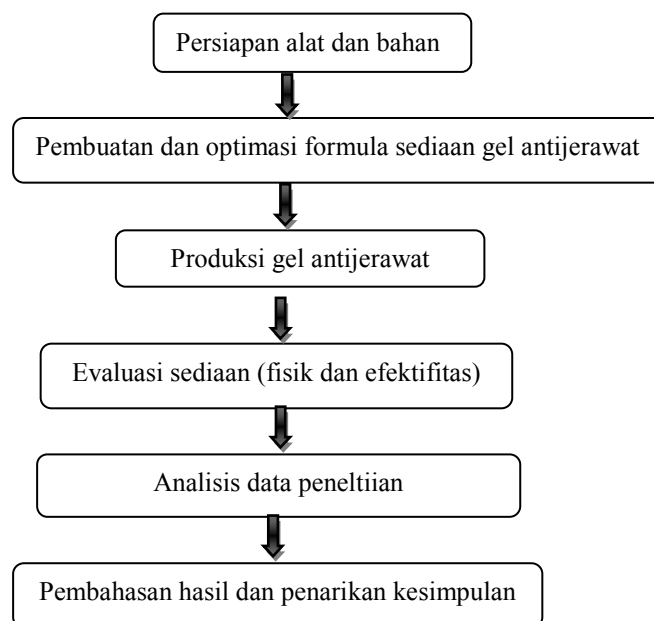 Persiapan alat dan bahan
Pembuatan dan optimasi formula sediaan gel antijerawat
Produksi gel antijerawat
Evaluasi sediaan (fisik dan efektifitas)
Analisis data peneltiian
Pembahasan hasil dan penarikan kesimpulan